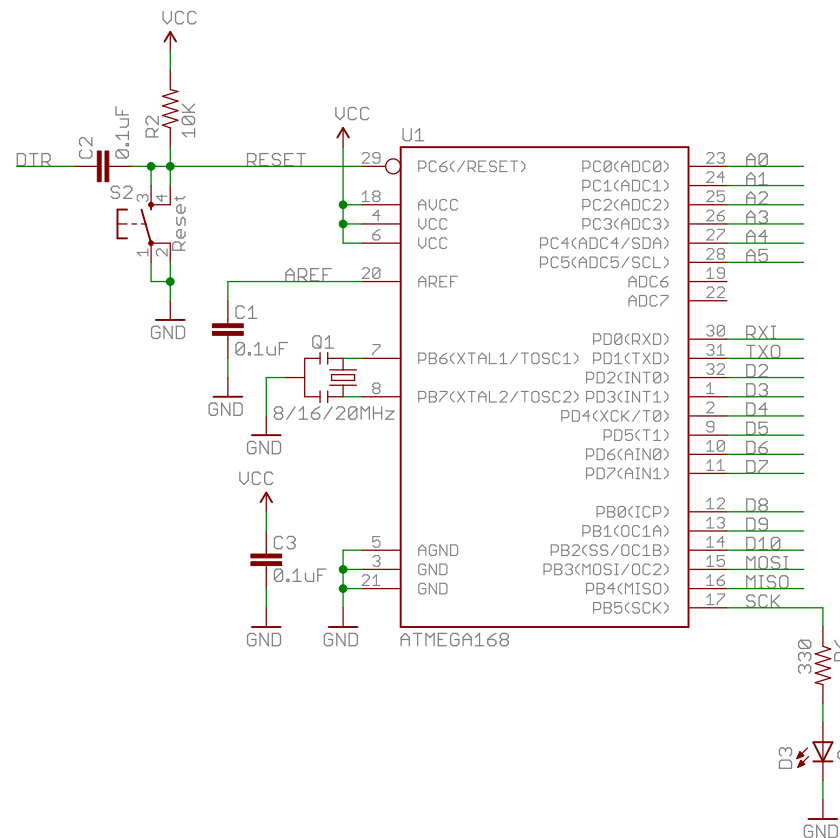 VCC
R2
10K
C2
0.1uF
DTR
RESET
S2
3
4
1
2
Reset
GND
VCC
U1
29
PC6(/RESET)
18
AVCC
4
VCC
6
VCC
AREF
20
AREF
C1
0.1uF
GND
Q1
7
PB6(XTAL1/TOSC1)
8
PB7(XTAL2/TOSC2)
8/16/20MHz
GND
VCC
C3
0.1uF
GND
5
AGND
3
GND
21
GND
GND
ATMEGA168
PC0(ADC0) 23 A0
PC1(ADC1) 24 A1
PC2(ADC2) 25 A2
PC3(ADC3) 26 A3
PC4(ADC4/SDA) 27 A4
PC5(ADC5/SCL) 28 A5
ADC6 19
ADC7 22
PD0(RXD) 30 RXI
PD1(TXD) 31 TXO
PD2(INT0) 32 D2
PD3(INT1) 1 D3
PD4(XCK/T0) 2 D4
PD5(T1) 9 D5
PD6(AIN0) 10 D6
PD7(AIN1) 11 D7
PB0(ICP) 12 D8
PB1(OC1A) 13 D9
PB2(SS/OC1B) 14 D10
PB3(MOSI/OC2) 15 MOSI
PB4(MISO) 16 MISO
PB5(SCK) 17 SCK
330
D3
GND